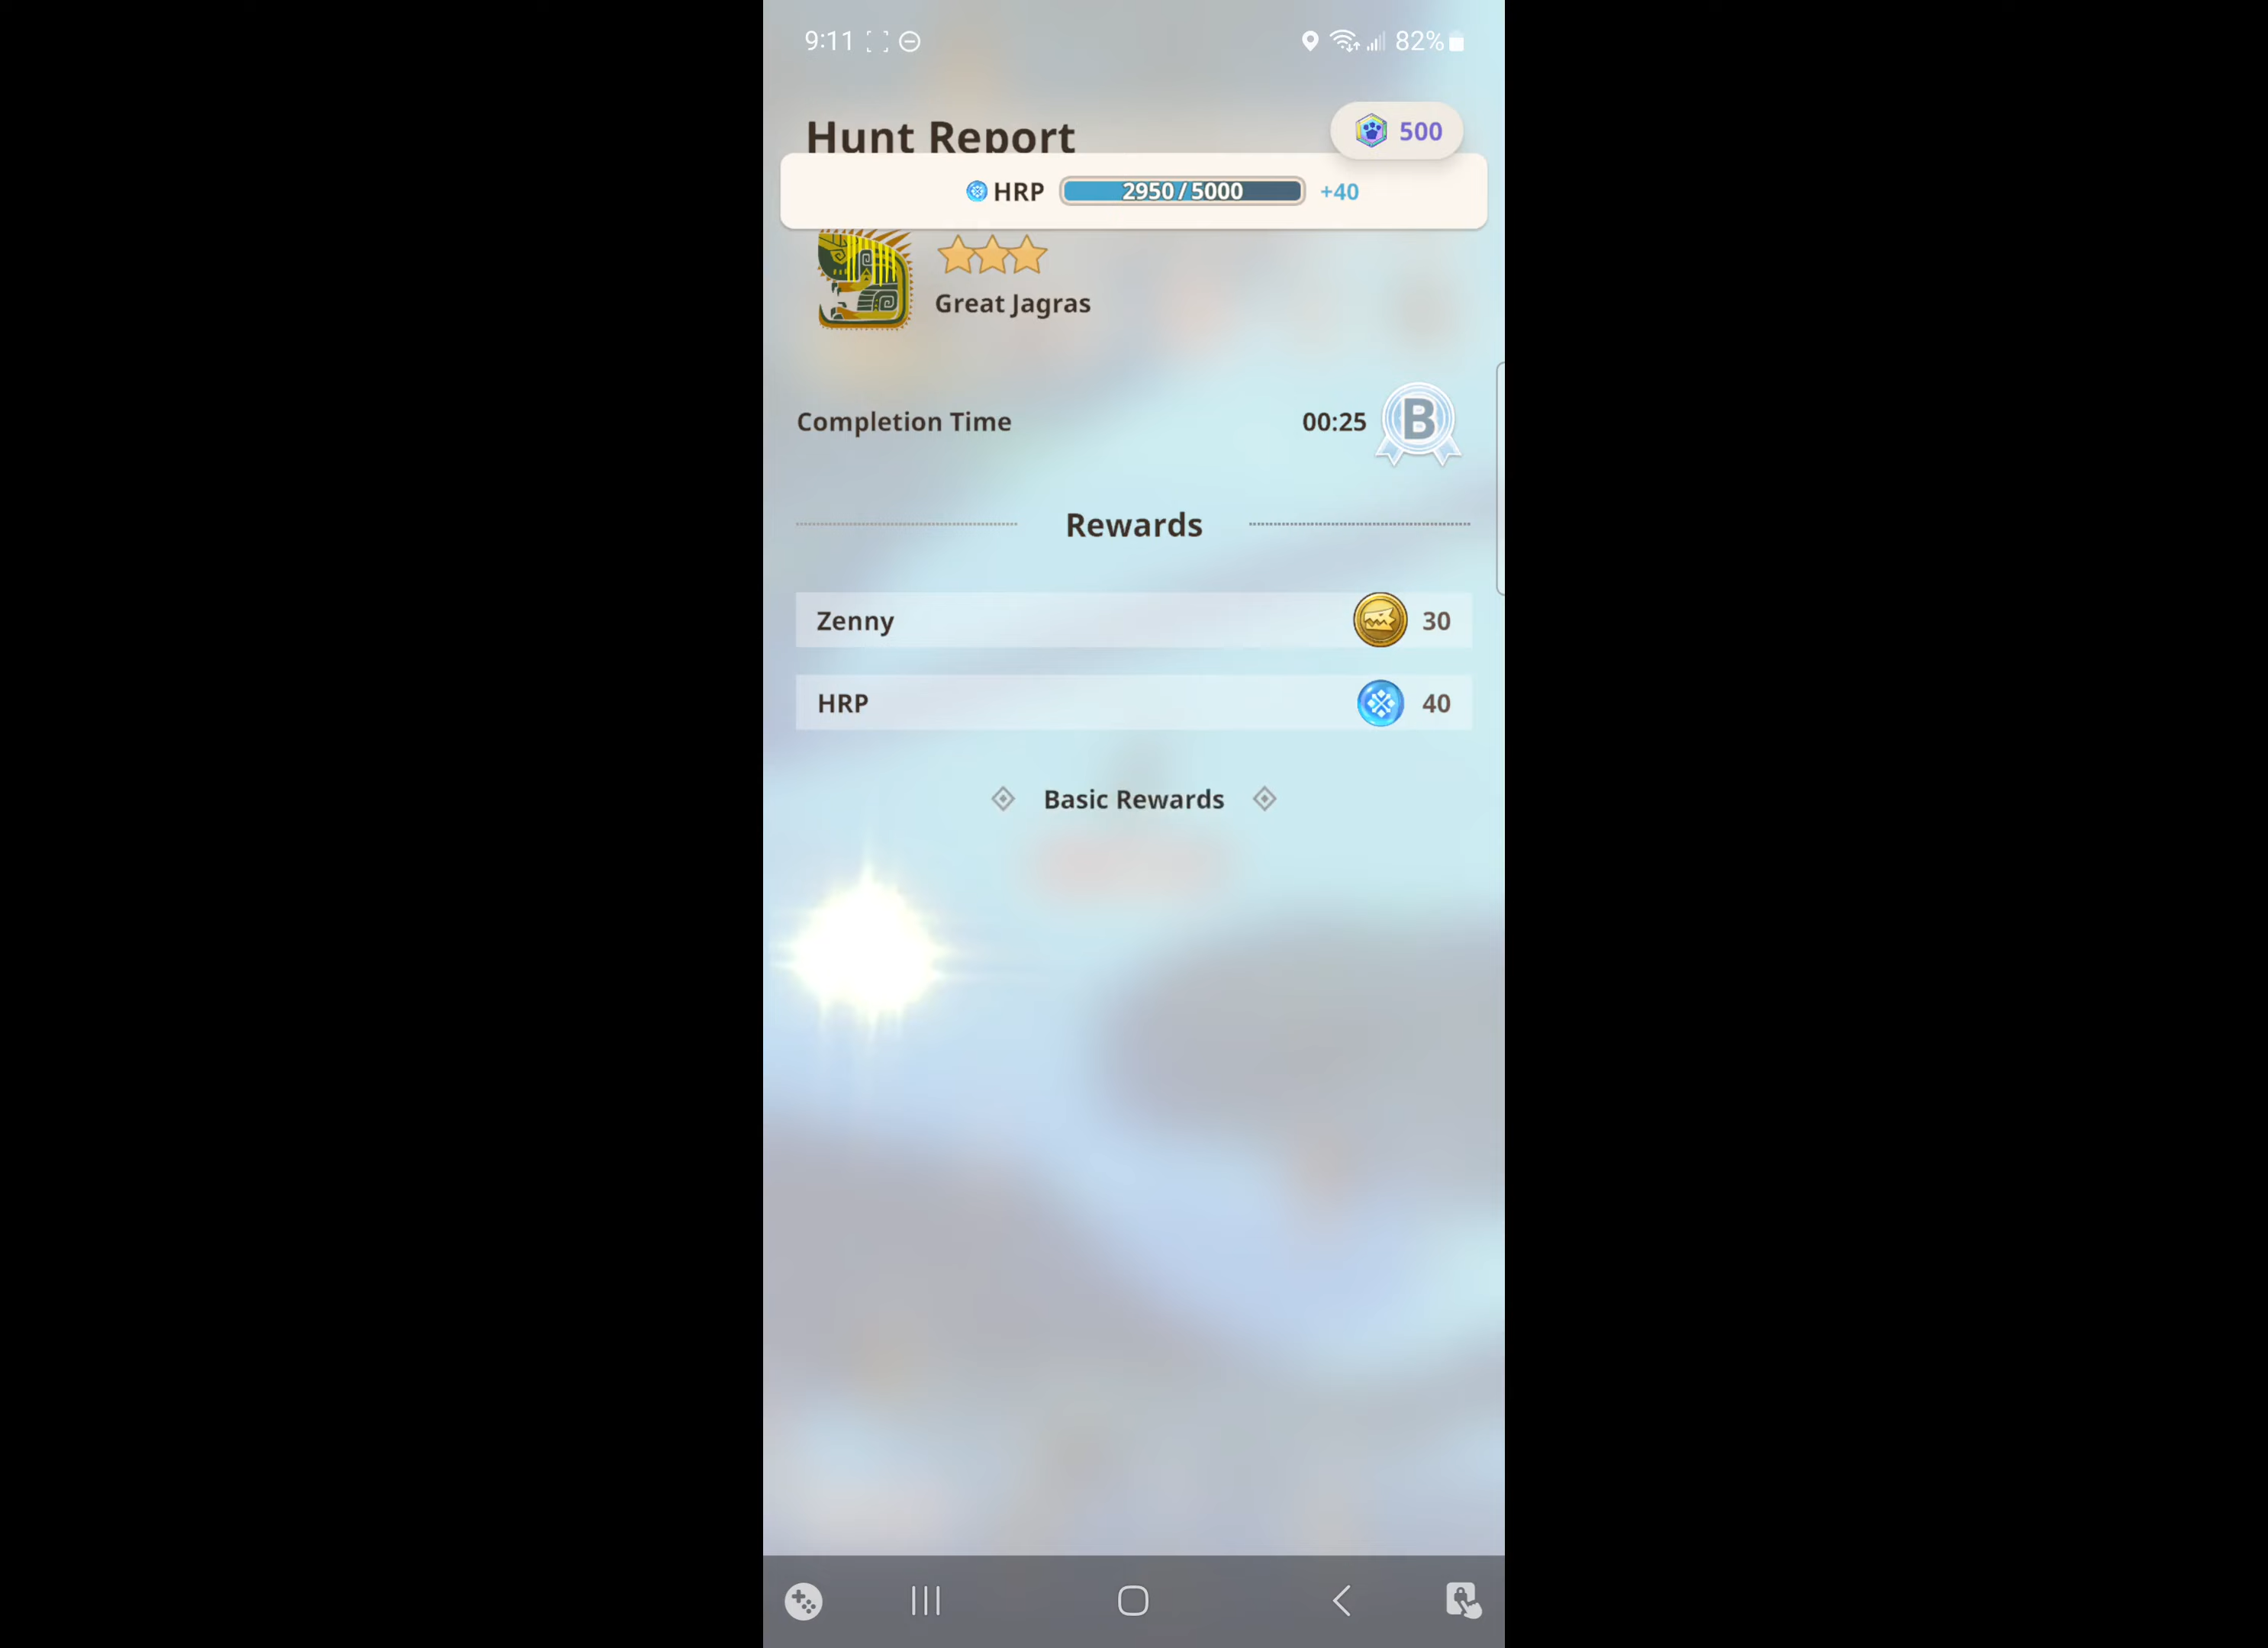 9:11 82%
Hunt Report 500
HRP 2950 / 5000 +40
Great Jagras
Completion Time 00:25 B
Rewards
Zenny 30
HRP 40
Basic Rewards